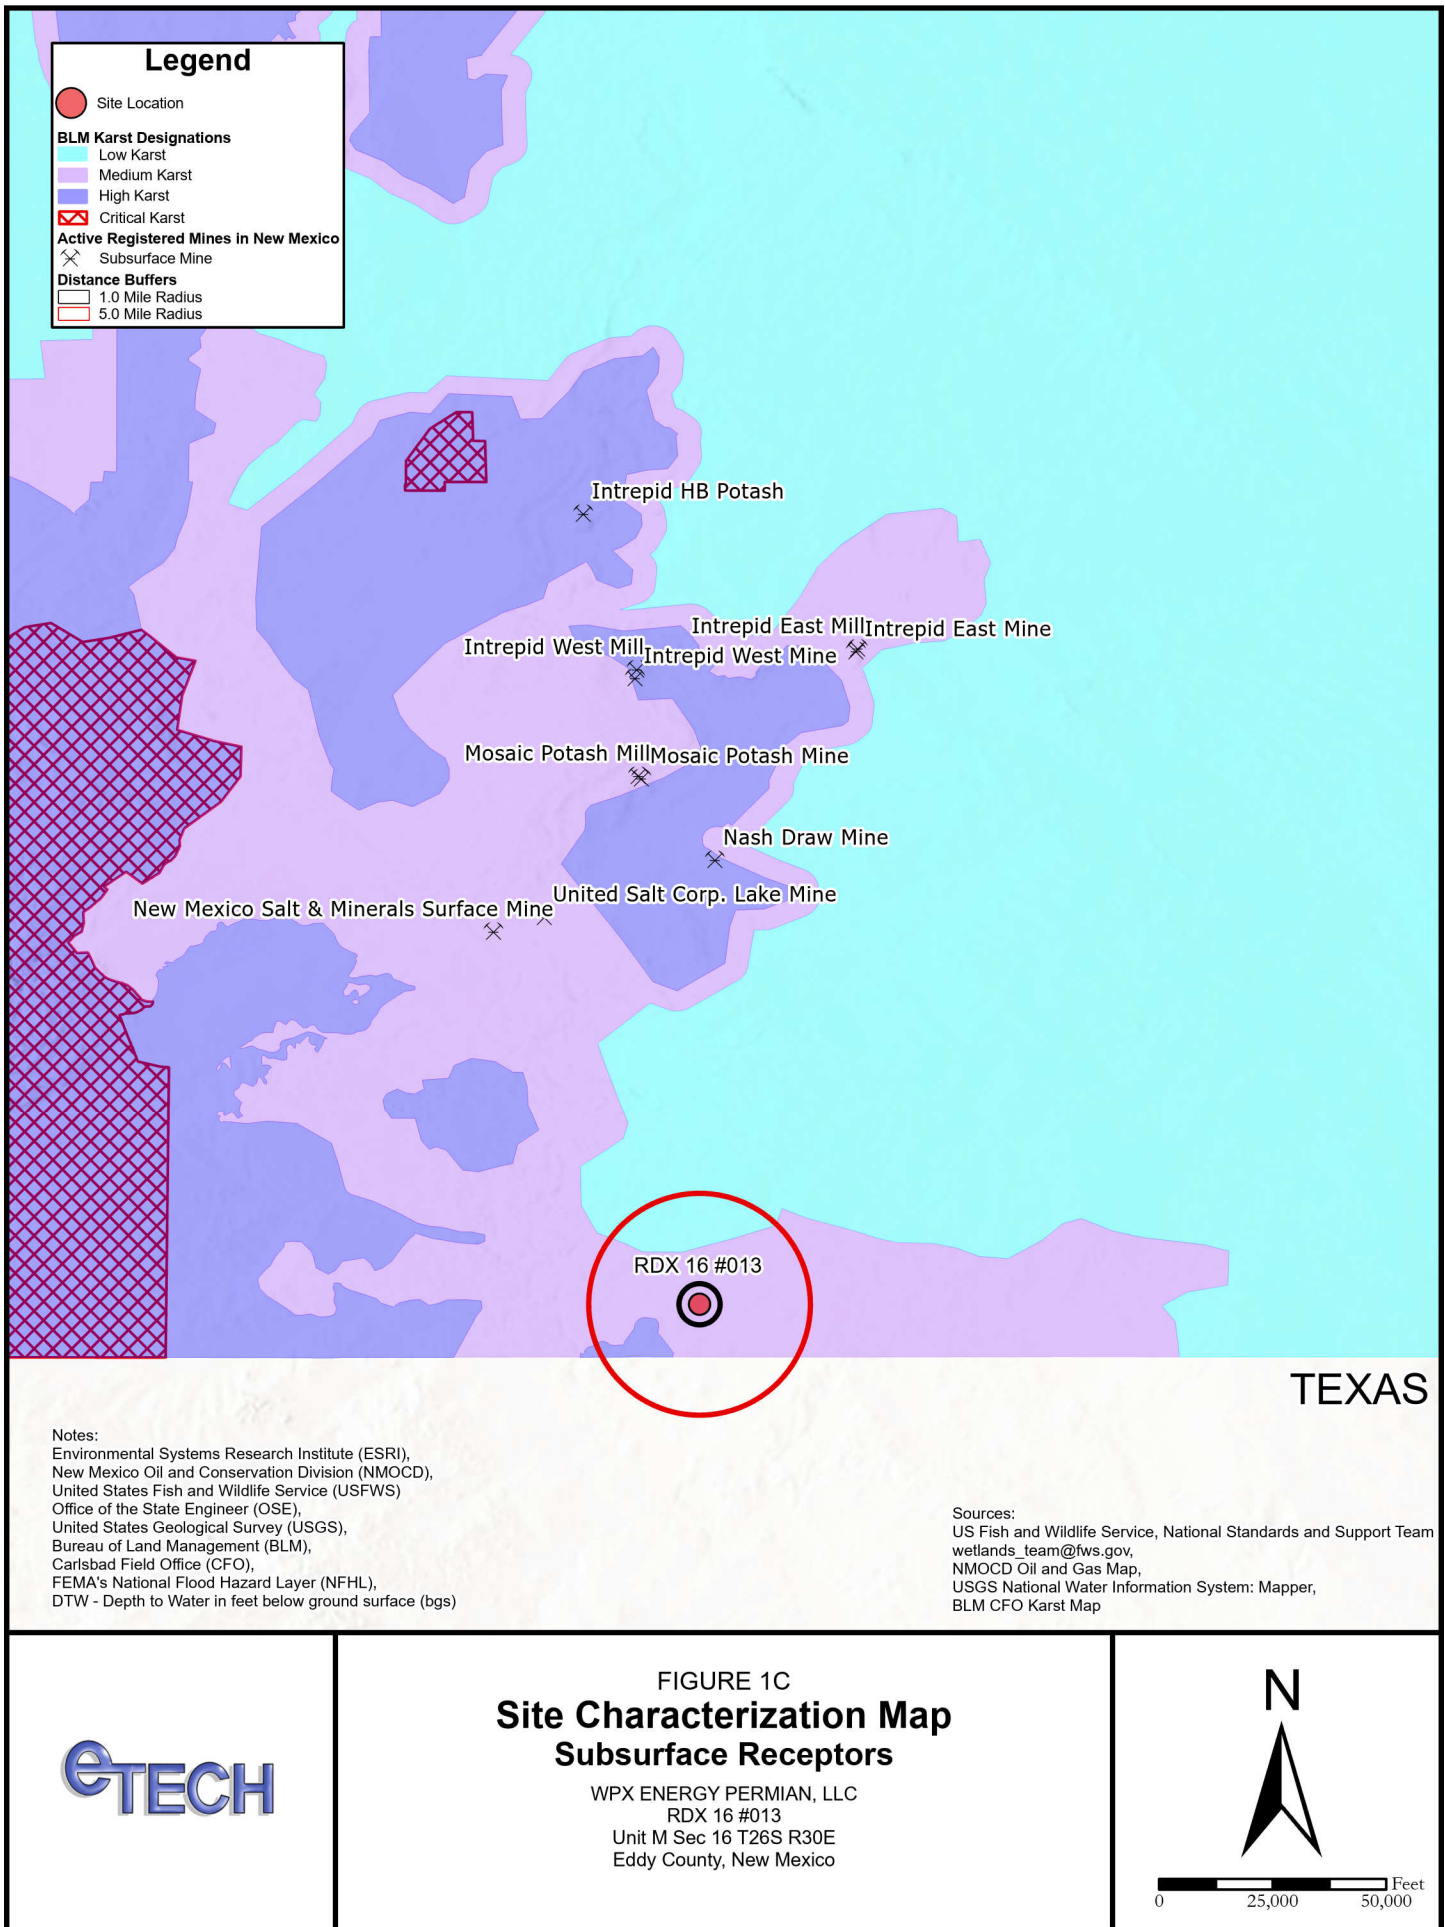 Legend
Site Location
BLM Karst Designations
Low Karst
Medium Karst
High Karst
Critical Karst
Active Registered Mines in New Mexico
Subsurface Mine
Distance Buffers
1.0 Mile Radius
5.0 Mile Radius
Intrepid HB Potash
Intrepid East Mill
Intrepid East Mine
Intrepid West Mill
Intrepid West Mine
Mosaic Potash Mill
Mosaic Potash Mine
Nash Draw Mine
United Salt Corp. Lake Mine
New Mexico Salt & Minerals Surface Mine
RDX 16 #013
TEXAS
Notes:
Environmental Systems Research Institute (ESRI),
New Mexico Oil and Conservation Division (NMOCD),
United States Fish and Wildlife Service (USFWS)
Office of the State Engineer (OSE),
United States Geological Survey (USGS),
Bureau of Land Management (BLM),
Carlsbad Field Office (CFO),
FEMA's National Flood Hazard Layer (NFHL),
DTW - Depth to Water in feet below ground surface (bgs)
Sources:
US Fish and Wildlife Service, National Standards and Support Team
wetlands_team@fws.gov,
NMOCD Oil and Gas Map,
USGS National Water Information System: Mapper,
BLM CFO Karst Map
eTECH
FIGURE 1C
Site Characterization Map
Subsurface Receptors
WPX ENERGY PERMIAN, LLC
RDX 16 #013
Unit M Sec 16 T26S R30E
Eddy County, New Mexico
N
Feet
0 25,000 50,000